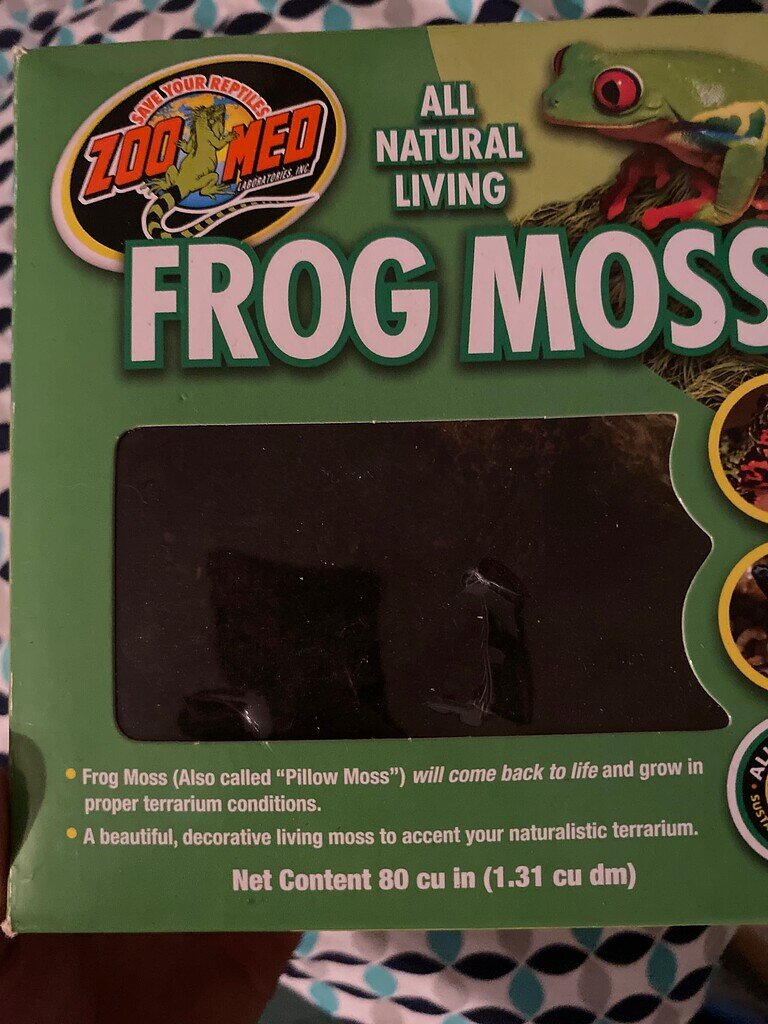 SAVE YOUR REPTILES
ZOO MED
LABORATORIES, INC
ALL
NATURAL
LIVING
FROG MOSS
• Frog Moss (Also called “Pillow Moss”) will come back to life and grow in
proper terrarium conditions.
• A beautiful, decorative living moss to accent your naturalistic terrarium.
Net Content 80 cu in (1.31 cu dm)